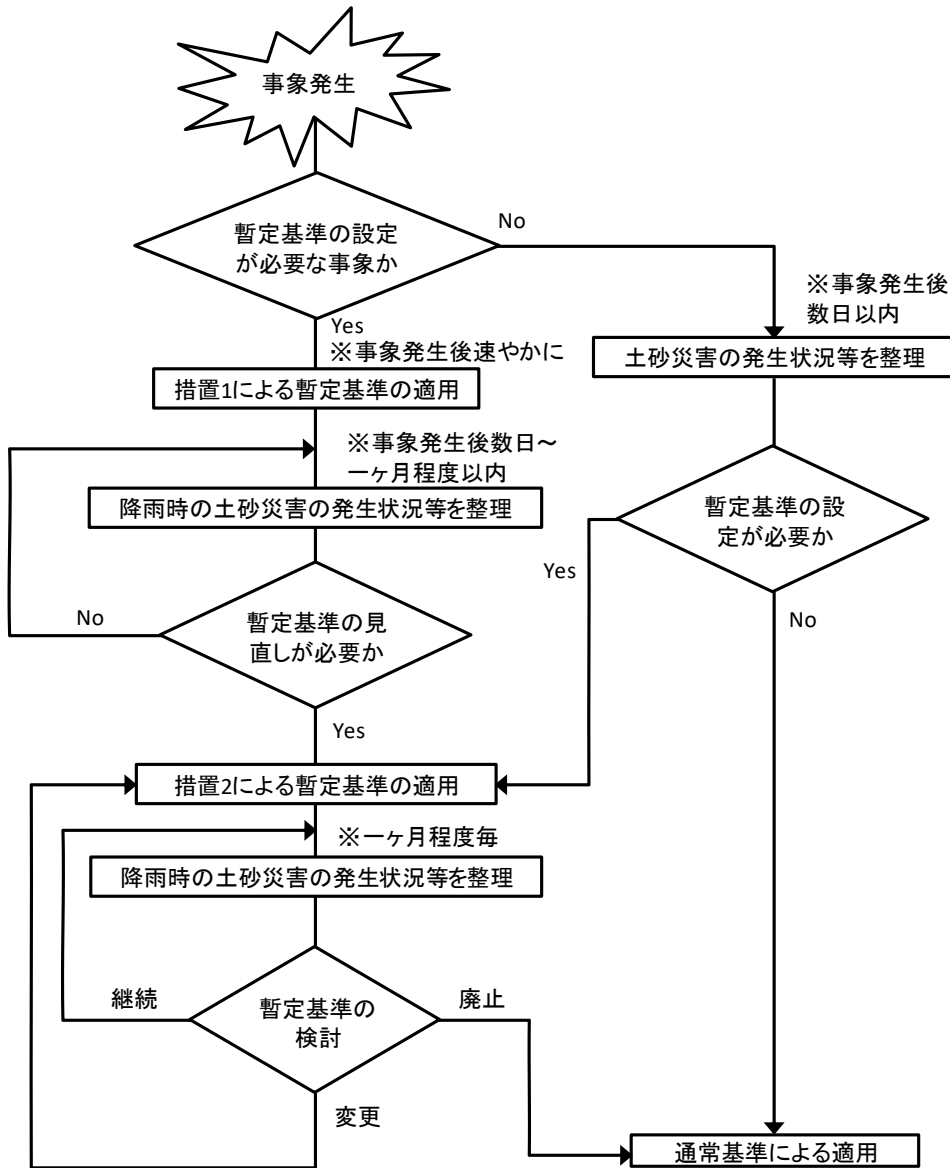 事象発生
暫定基準の設定
が必要な事象か
No
Yes
※事象発生後速やかに
※事象発生後
数日以内
措置1による暫定基準の適用
土砂災害の発生状況等を整理
※事象発生後数日～
一ヶ月程度以内
降雨時の土砂災害の発生状況等を整理
暫定基準の設
定が必要か
Yes
No
No
暫定基準の見
直しが必要か
Yes
措置2による暫定基準の適用
※一ヶ月程度毎
降雨時の土砂災害の発生状況等を整理
継続
暫定基準の
検討
廃止
変更
通常基準による適用